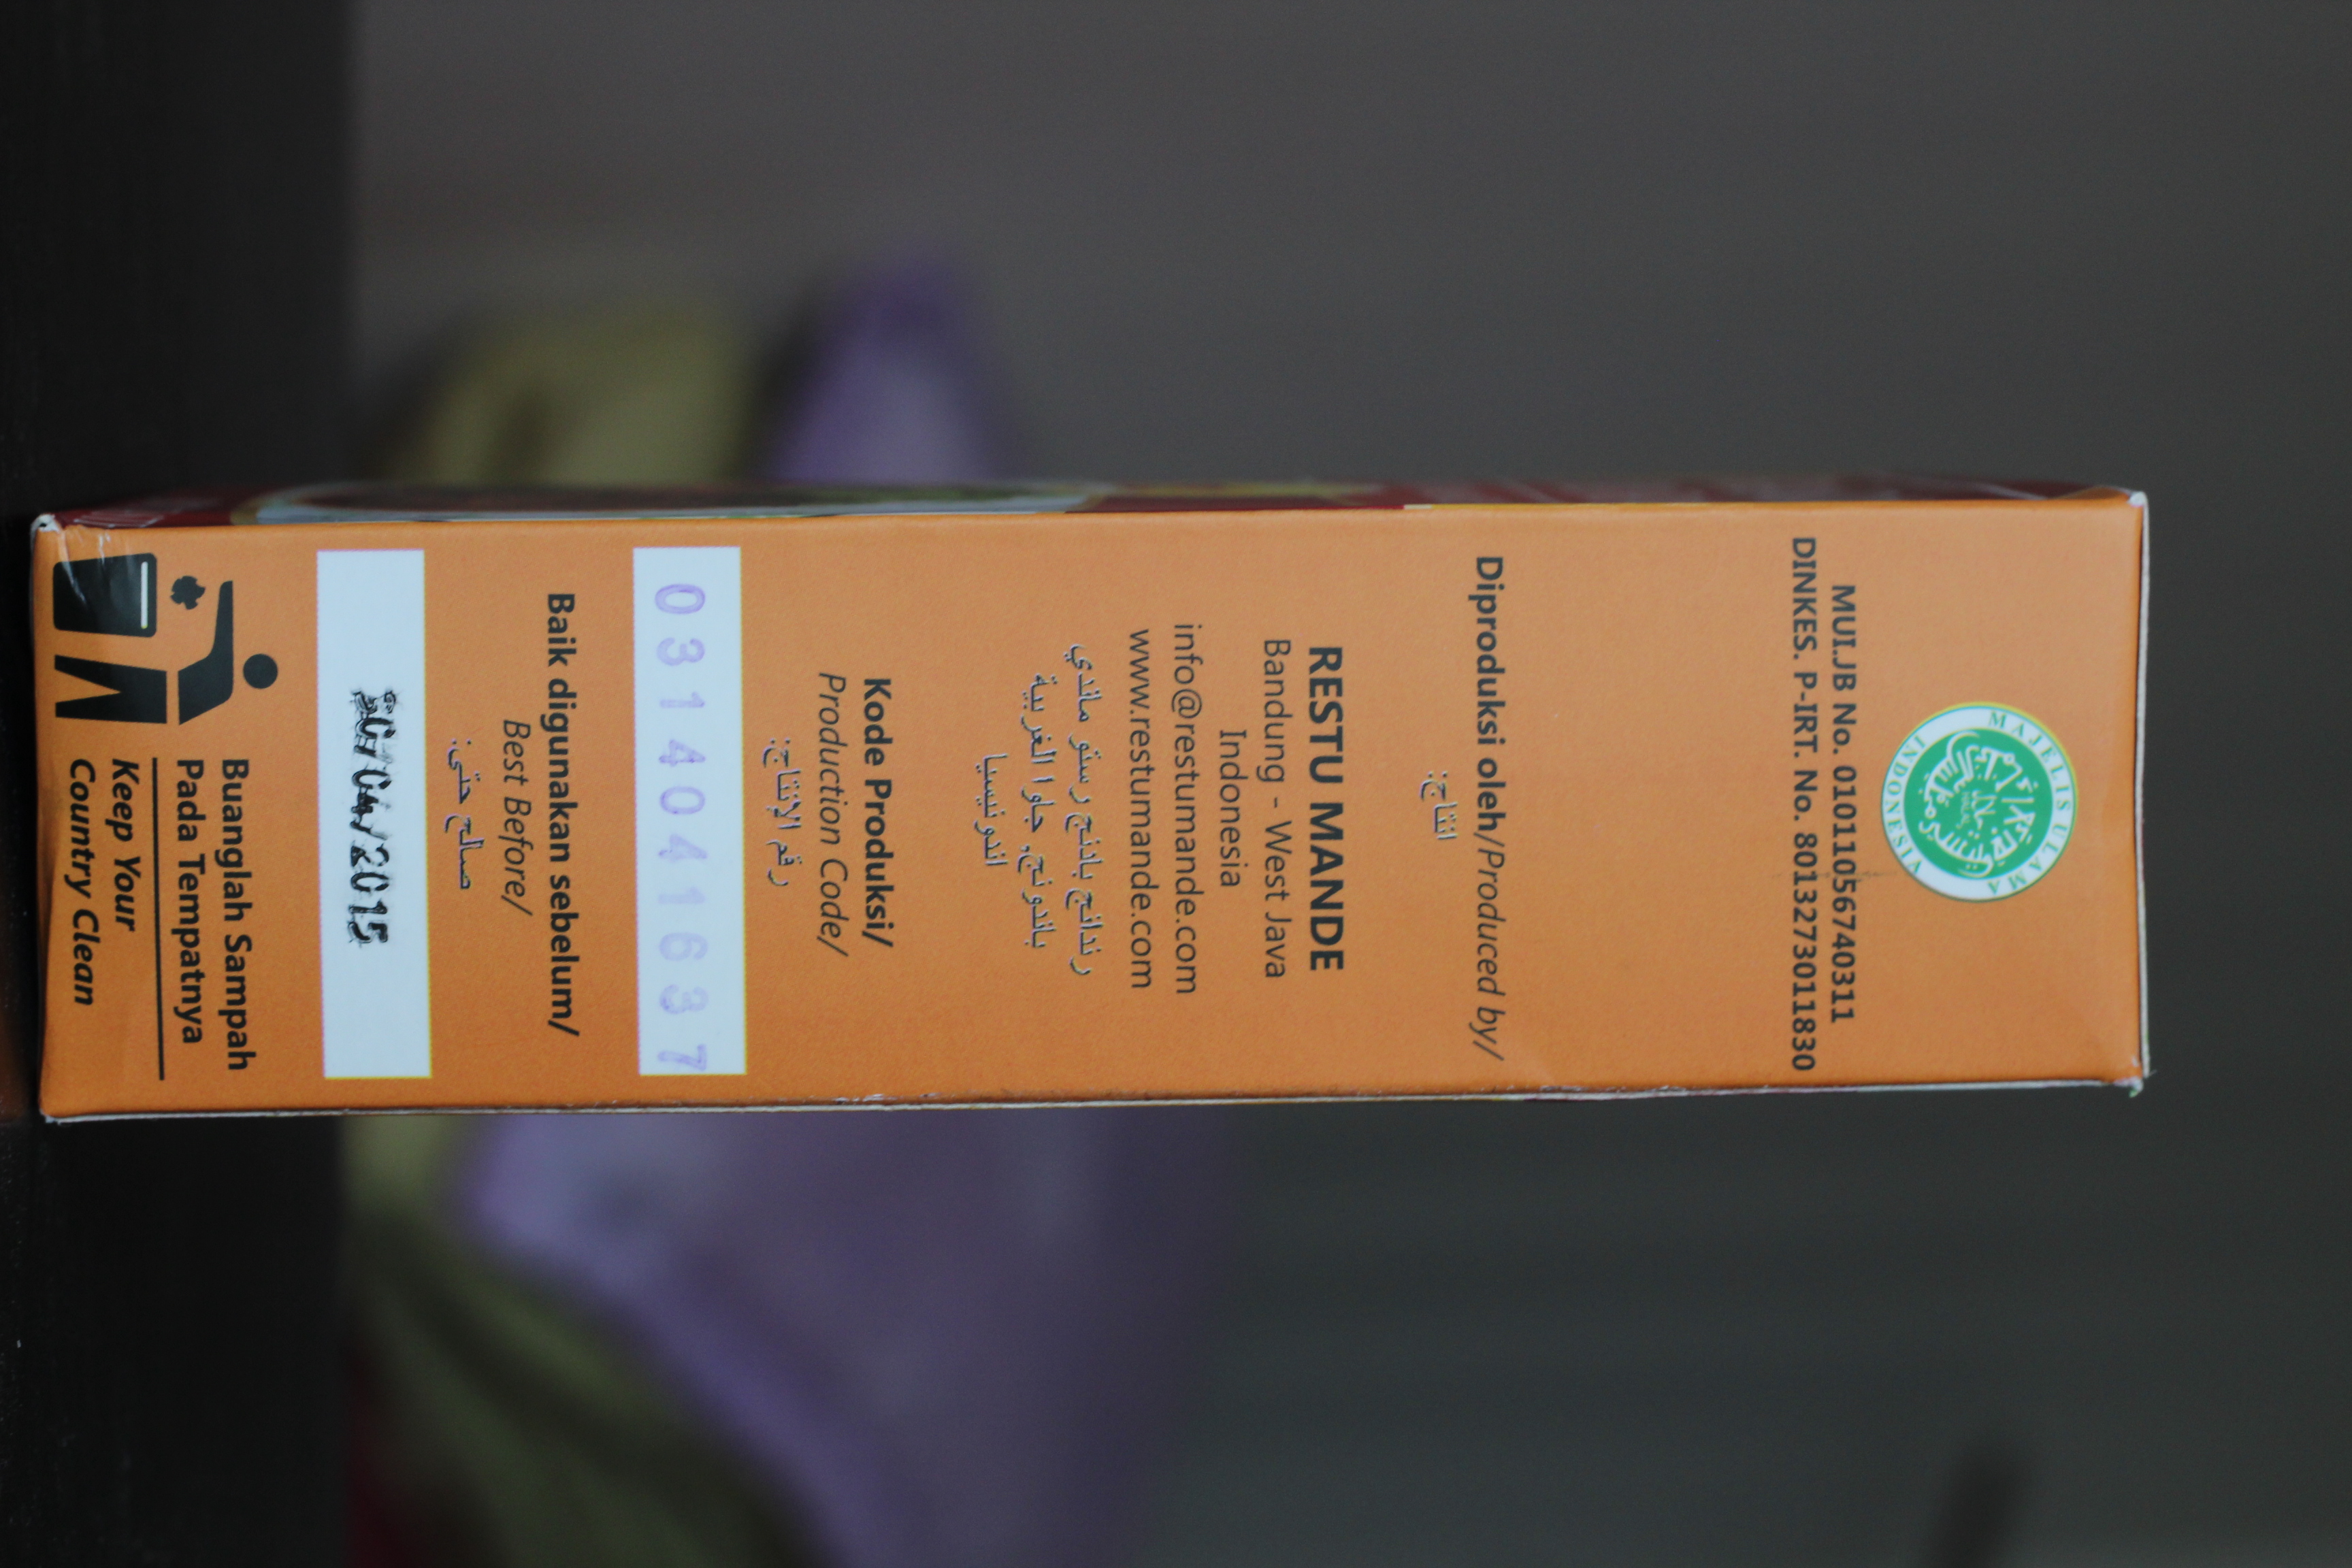 MAJELIS ULAMA
حلال
HALAL
INDONESIA
MUI.JB No. 01011056740311
DINKES. P-IRT. No. 8013273011830
Diproduksi oleh/Produced by/
انتاج:
RESTU MANDE
Bandung - West Java
Indonesia
info@restumande.com
www.restumande.com
رندانج بادنج رستو ماندي
باندونج, جاوا الغربية
اندونيسيا
Kode Produksi/
Production Code/
رقم الإنتاج:
0314041637
Baik digunakan sebelum/
Best Before/
صالح حتى:
30/04/2015
Buanglah Sampah
Pada Tempatnya
Keep Your
Country Clean